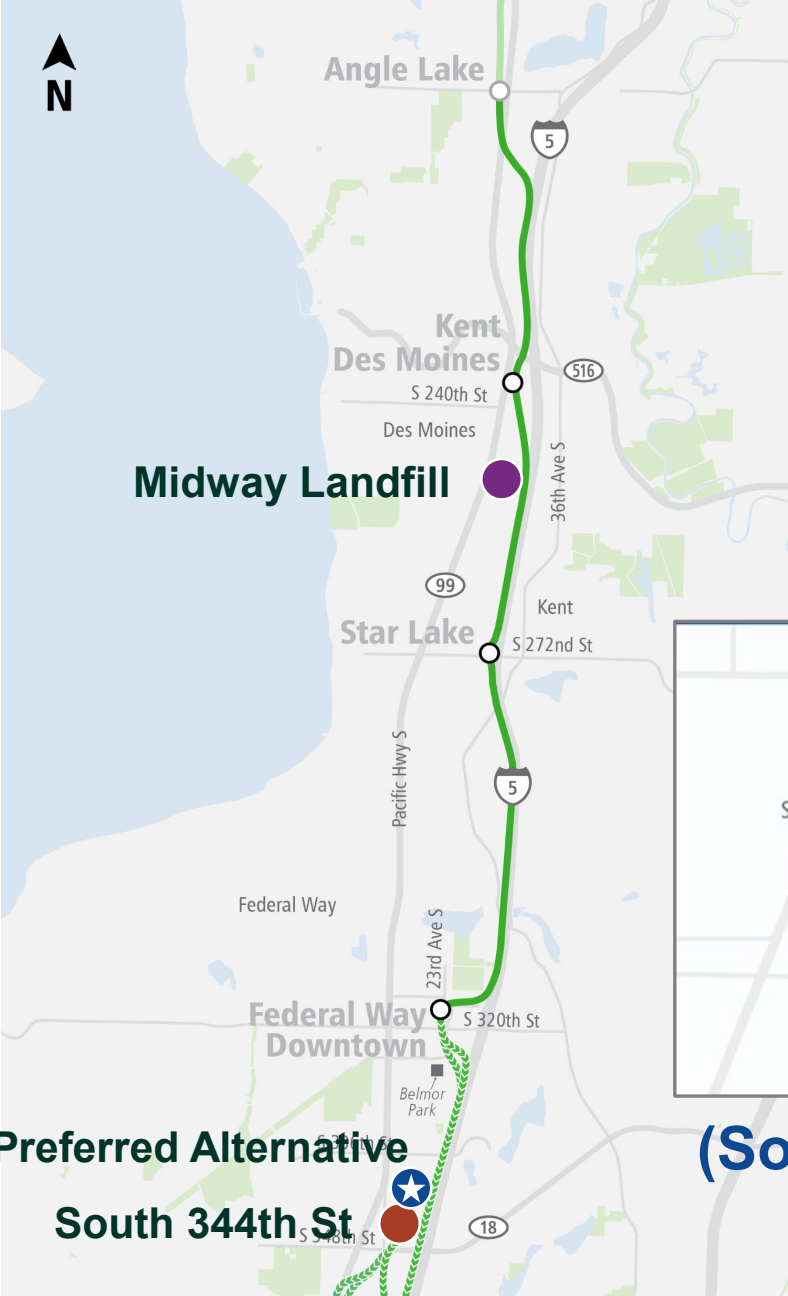 N
Angle Lake
5
Kent
Des Moines
516
S 240th St
Des Moines
36th Ave S
Midway Landfill
99
Kent
Star Lake
S 272nd St
Pacific Hwy S
5
Federal Way
23rd Ave S
Federal Way
Downtown
S 320th St
Belmor
Park
Preferred Alternative
(So
South 344th St
S 348th St
18
S